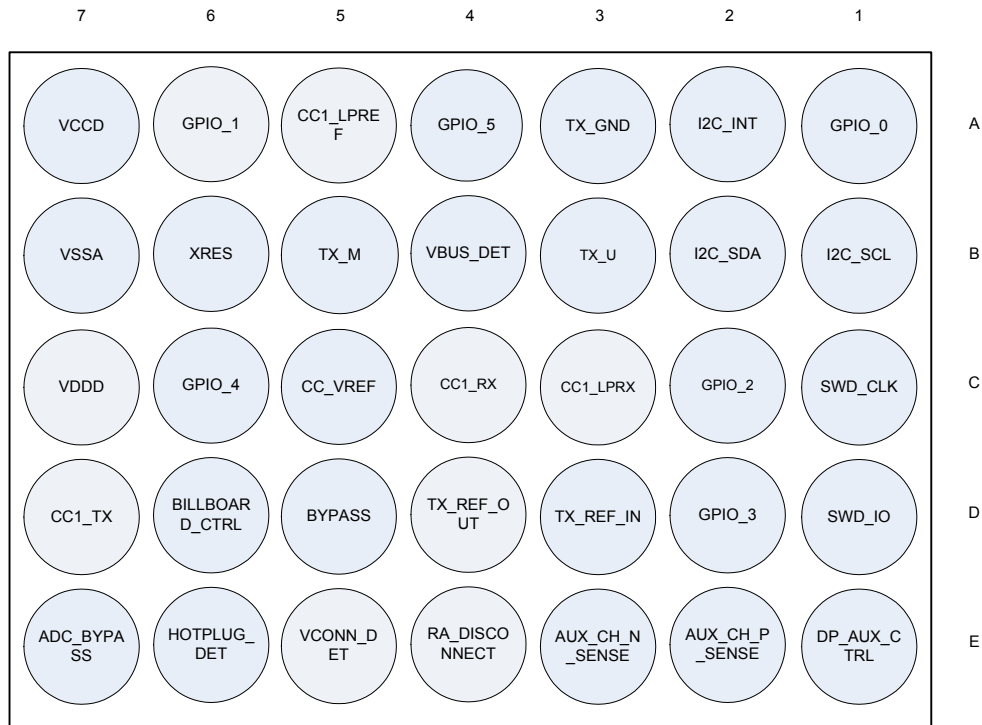 7 6 5 4 3 2 1
VCCD GPIO_1 CC1_LPRE
F GPIO_5 TX_GND I2C_INT GPIO_0 A
VSSA XRES TX_M VBUS_DET TX_U I2C_SDA I2C_SCL B
VDDD GPIO_4 CC_VREF CC1_RX CC1_LPRX GPIO_2 SWD_CLK C
CC1_TX BILLBOAR
D_CTRL BYPASS TX_REF_O
UT TX_REF_IN GPIO_3 SWD_IO D
ADC_BYPA
SS HOTPLUG_
DET VCONN_D
ET RA_DISCO
NNECT AUX_CH_N
_SENSE AUX_CH_P
_SENSE DP_AUX_C
TRL E